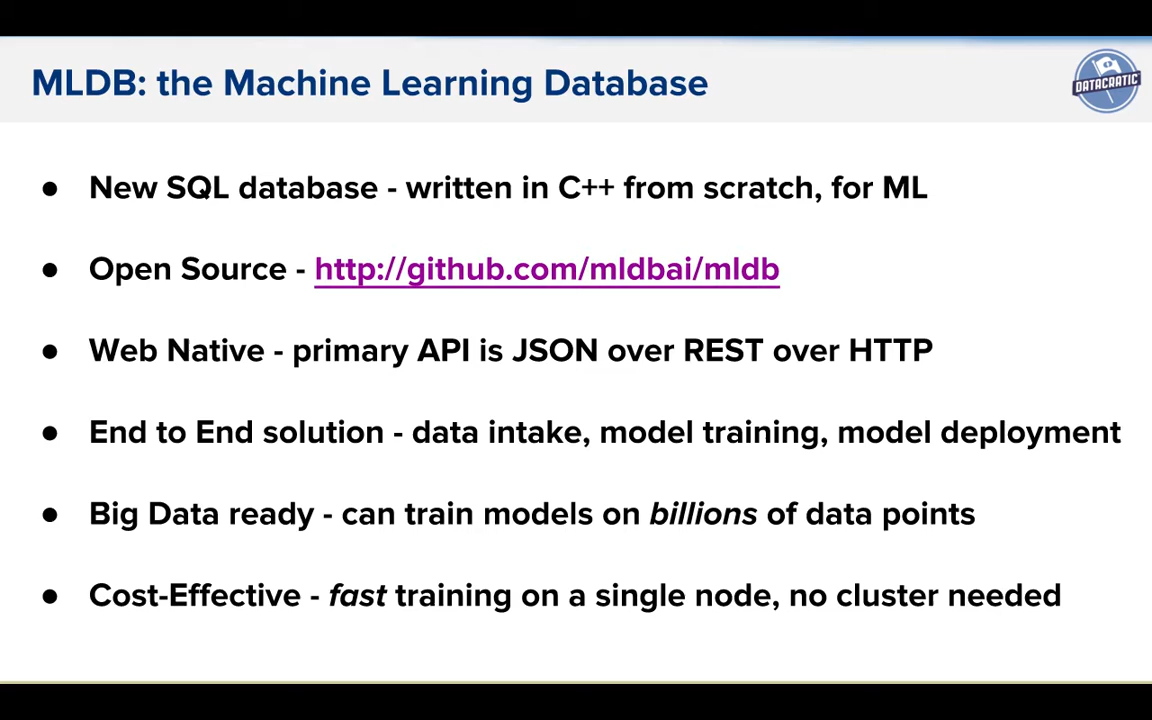 MLDB: the Machine Learning Database
DATACRATIC
● New SQL database - written in C++ from scratch, for ML
● Open Source - http://github.com/mldbai/mldb
● Web Native - primary API is JSON over REST over HTTP
● End to End solution - data intake, model training, model deployment
● Big Data ready - can train models on billions of data points
● Cost-Effective - fast training on a single node, no cluster needed